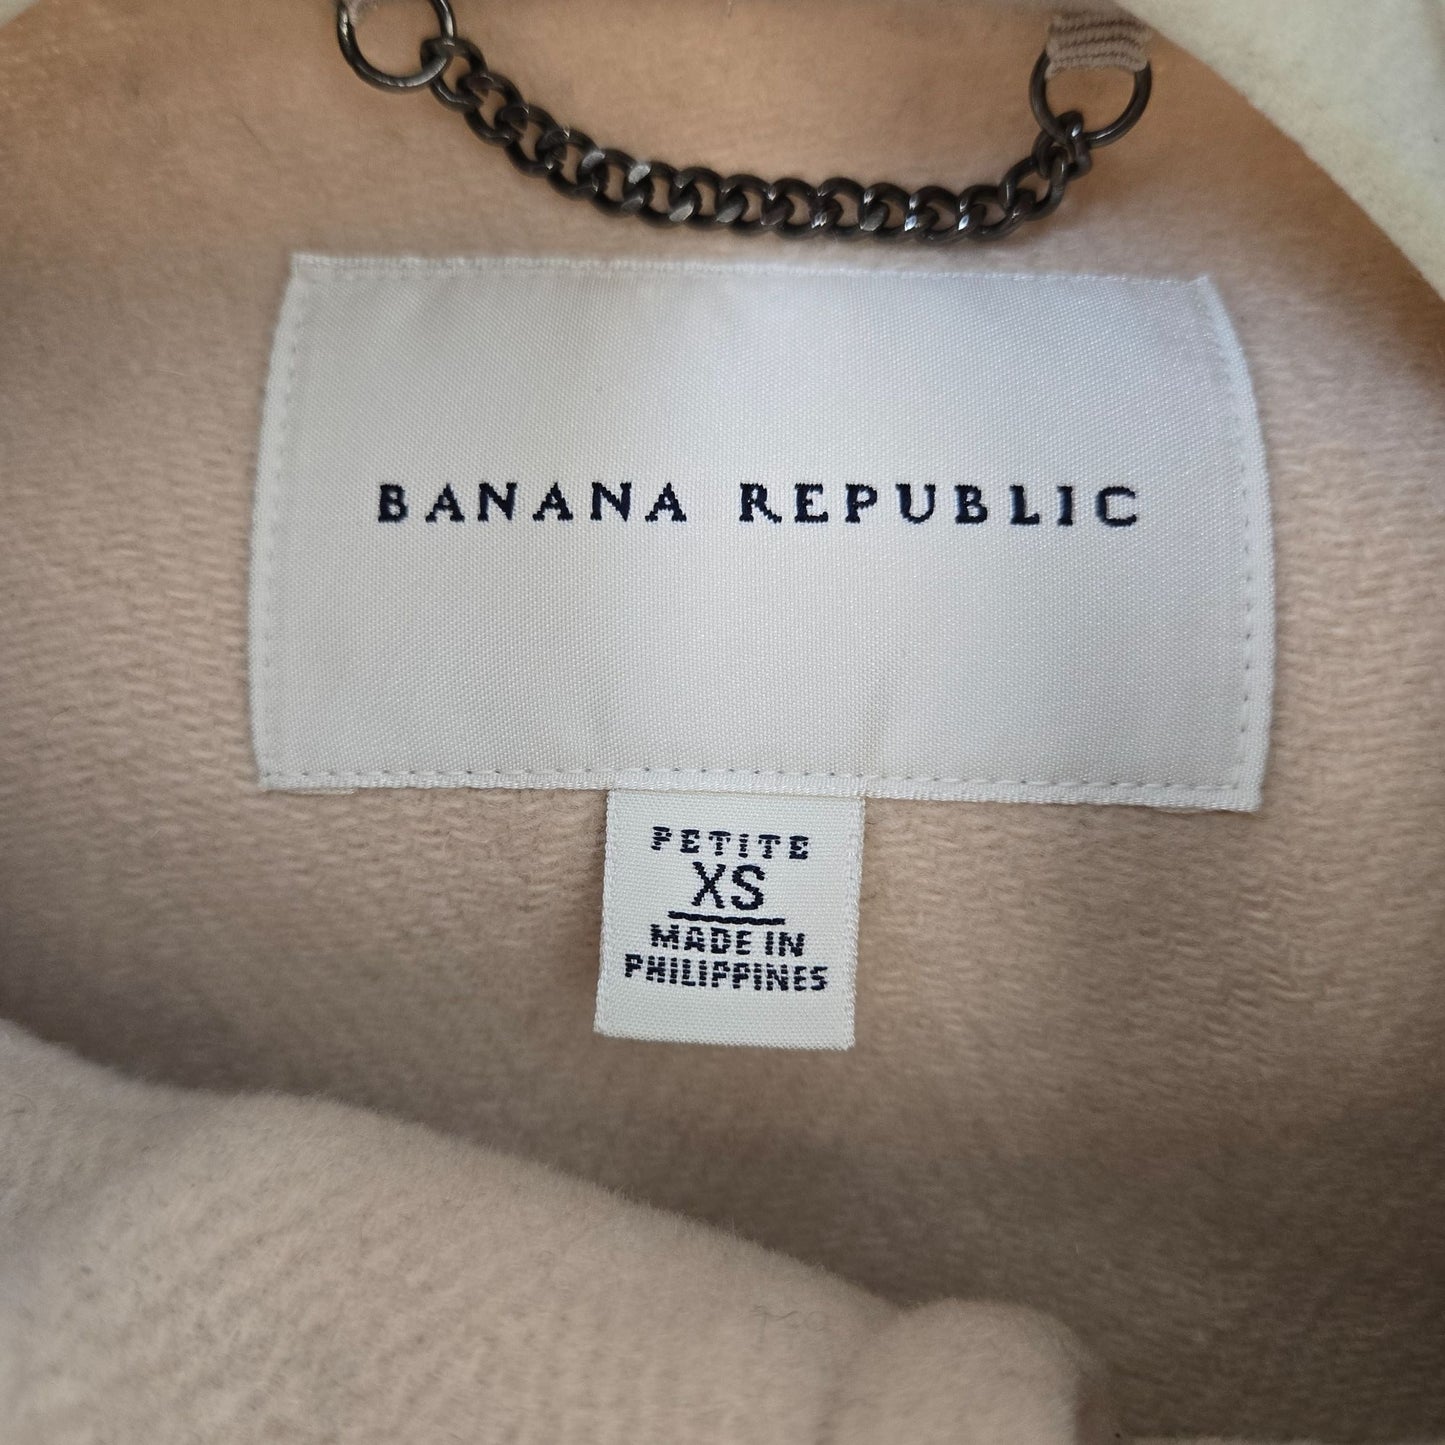 BANANA REPUBLIC
PETITE
XS
MADE IN
PHILIPPINES